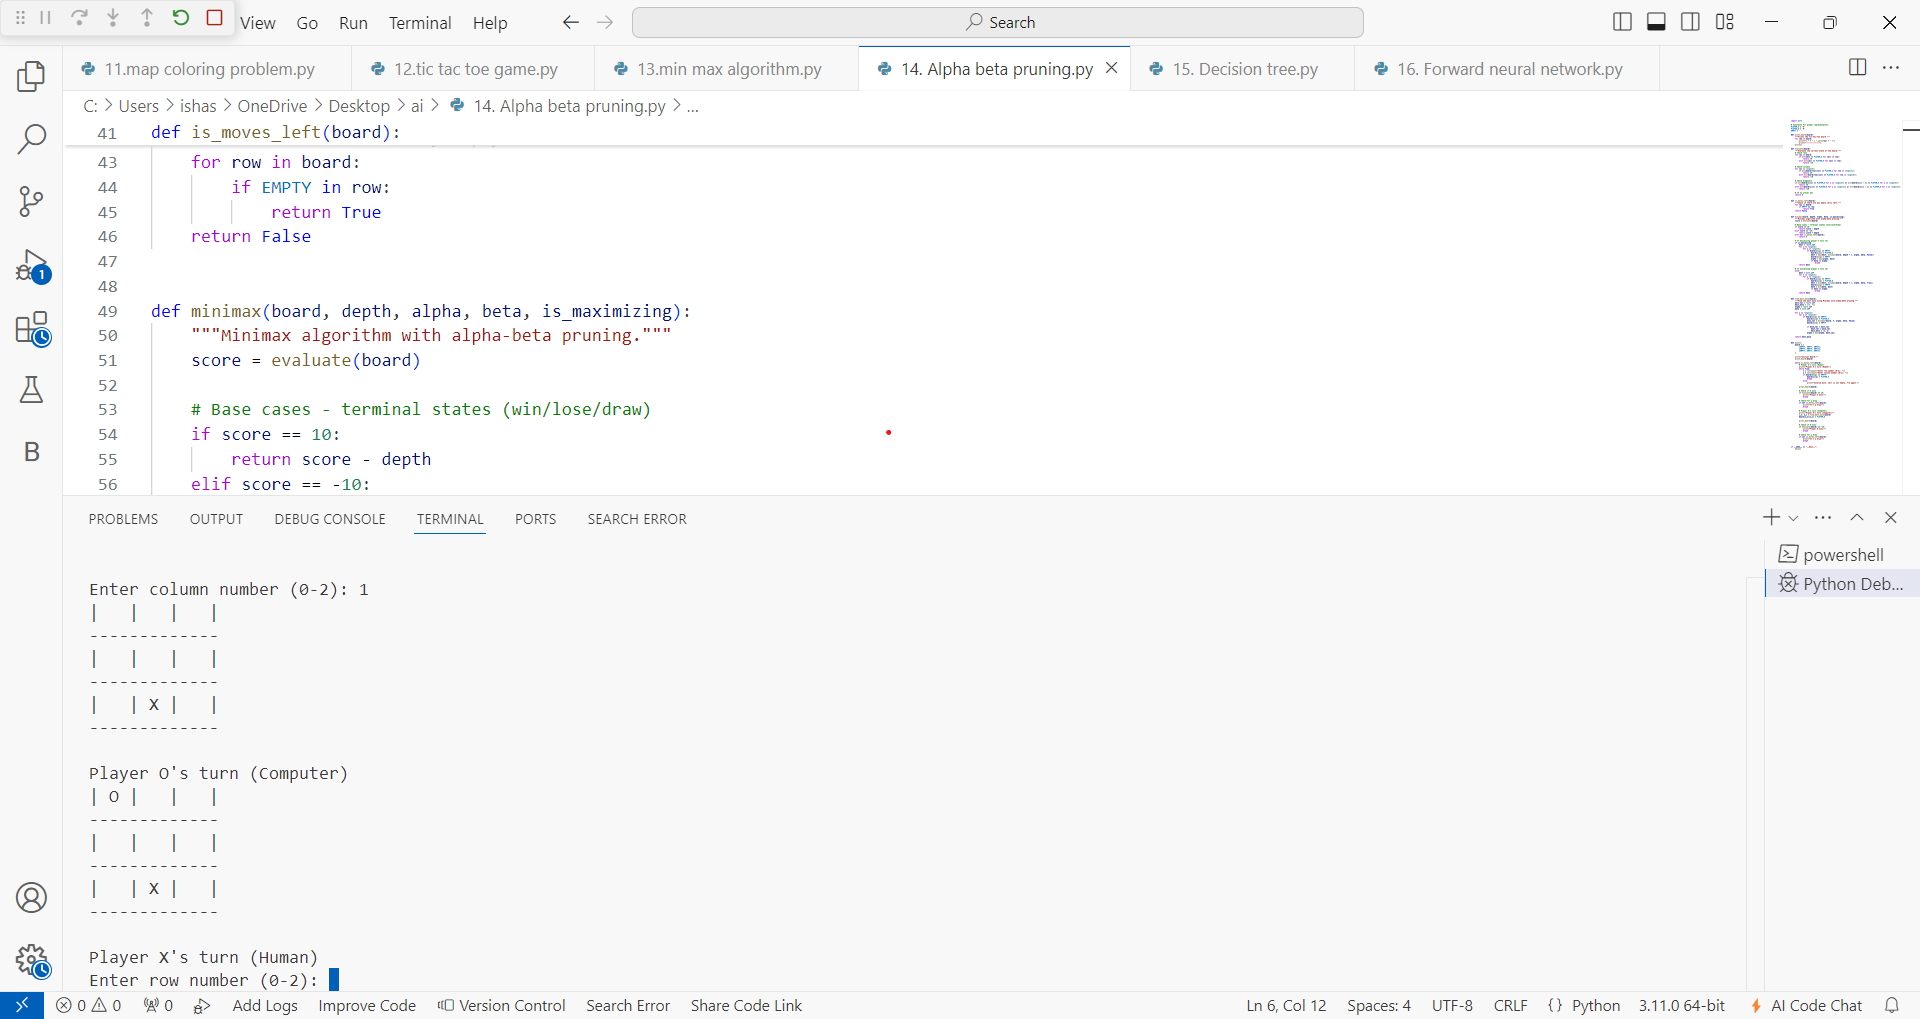 View Go Run Terminal Help Search
11.map coloring problem.py 12.tic tac toe game.py 13.min max algorithm.py 14. Alpha beta pruning.py 15. Decision tree.py 16. Forward neural network.py
C: > Users > ishas > OneDrive > Desktop > ai > 14. Alpha beta pruning.py > ...
41 def is_moves_left(board):
43 for row in board:
44 if EMPTY in row:
45 return True
46 return False
47
48
49 def minimax(board, depth, alpha, beta, is_maximizing):
50 """Minimax algorithm with alpha-beta pruning."""
51 score = evaluate(board)
52
53 # Base cases - terminal states (win/lose/draw)
54 if score == 10:
55 return score - depth
56 elif score == -10:
PROBLEMS OUTPUT DEBUG CONSOLE TERMINAL PORTS SEARCH ERROR
powershell
Python Deb...
Enter column number (0-2): 1
|   |   |   |
-------------
|   |   |   |
-------------
|   | X |   |
-------------
Player O's turn (Computer)
| O |   |   |
-------------
|   |   |   |
-------------
|   | X |   |
-------------
Player X's turn (Human)
Enter row number (0-2):
1
B
0 0 0 Add Logs Improve Code Version Control Search Error Share Code Link Ln 6, Col 12 Spaces: 4 UTF-8 CRLF {} Python 3.11.0 64-bit AI Code Chat